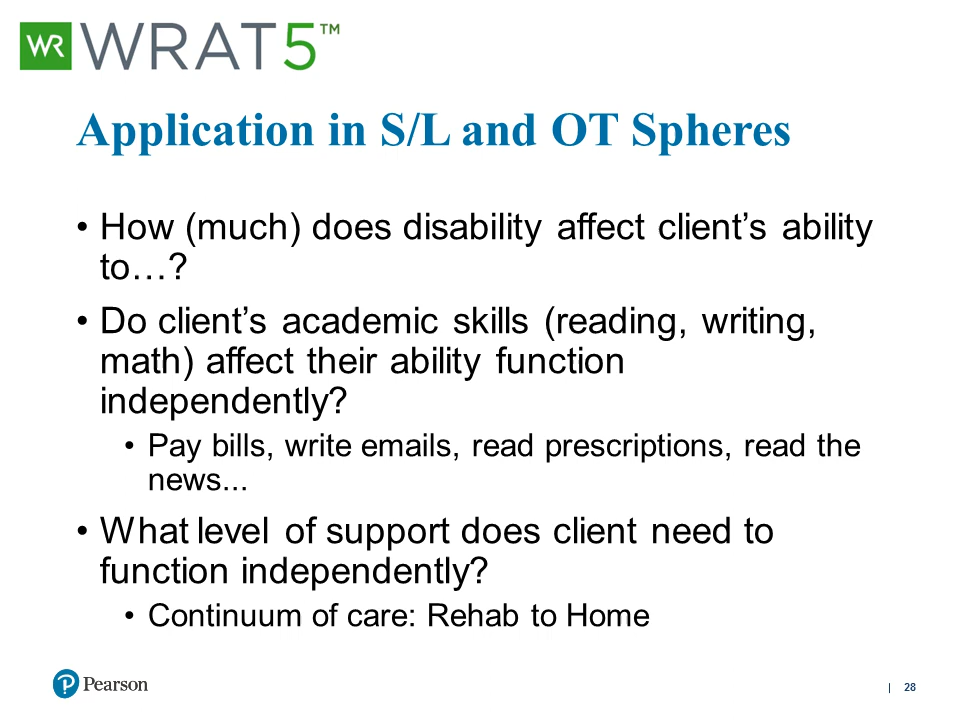 WR WRAT5™
Application in S/L and OT Spheres
• How (much) does disability affect client’s ability
to…?
• Do client’s academic skills (reading, writing,
math) affect their ability function
independently?
• Pay bills, write emails, read prescriptions, read the
news...
• What level of support does client need to
function independently?
• Continuum of care: Rehab to Home
P Pearson
| 28